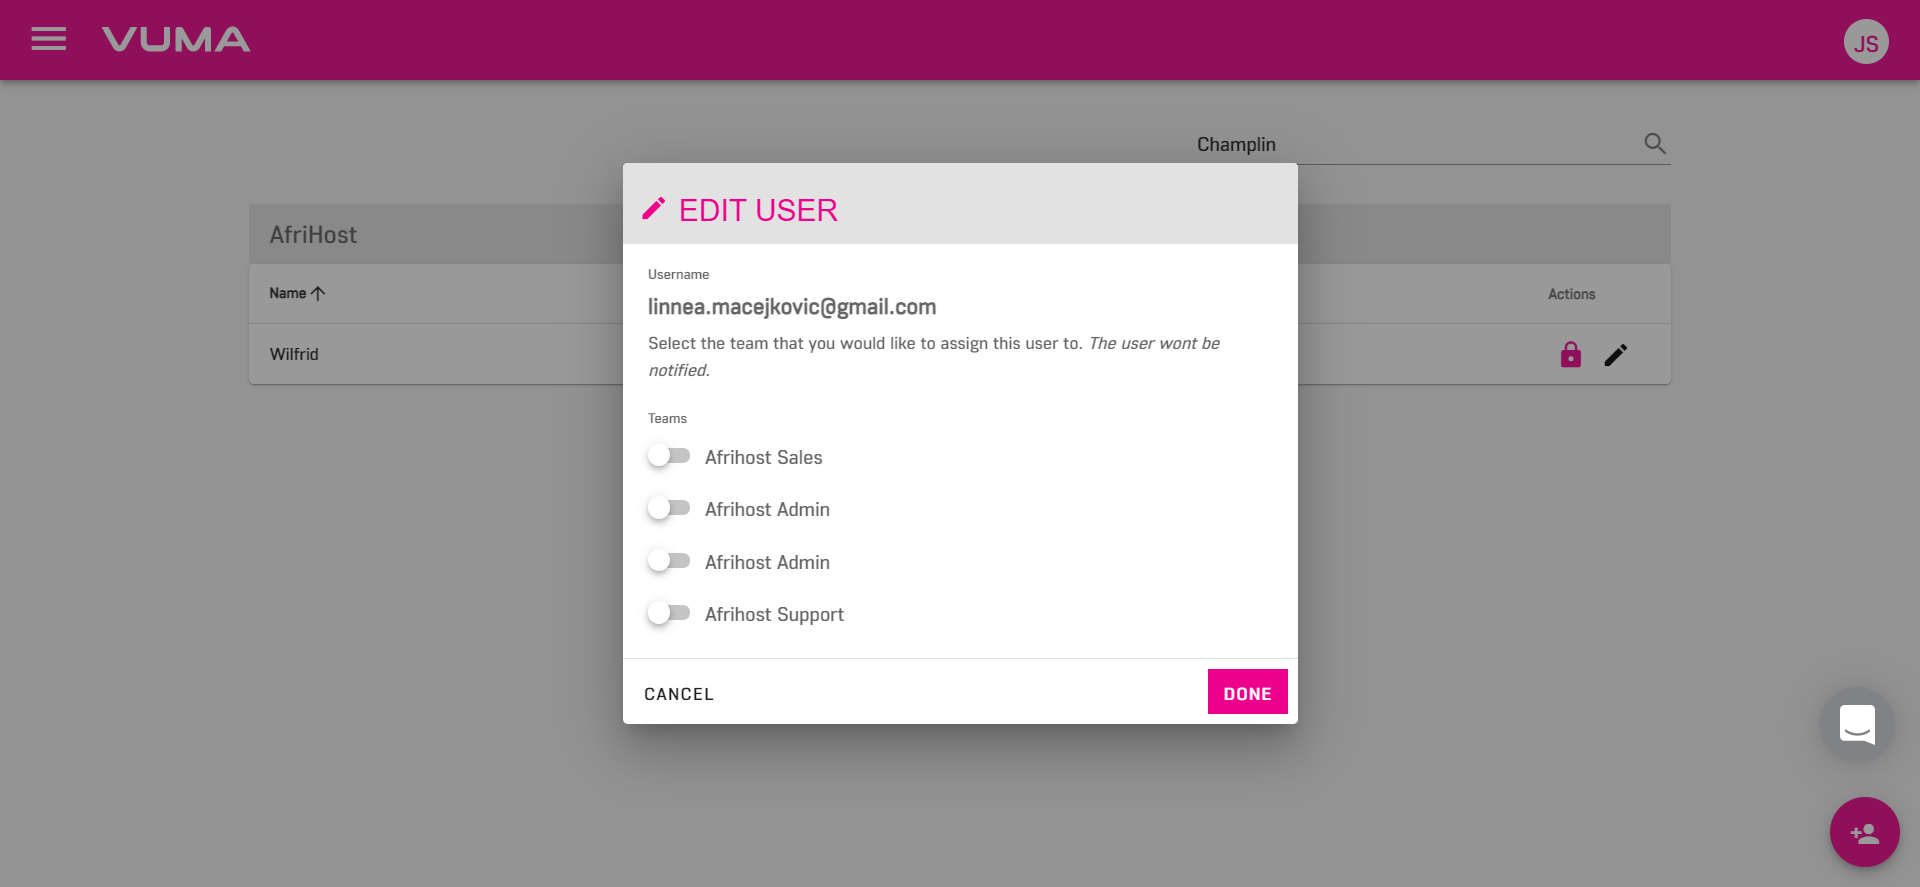 VUMA
JS
Champlin
EDIT USER
AfriHost
Username
Name
Actions
linnea.macejkovic@gmail.com
Select the team that you would like to assign this user to. The user wont be
notified.
Wilfrid
Teams
Afrihost Sales
Afrihost Admin
Afrihost Admin
Afrihost Support
CANCEL
DONE